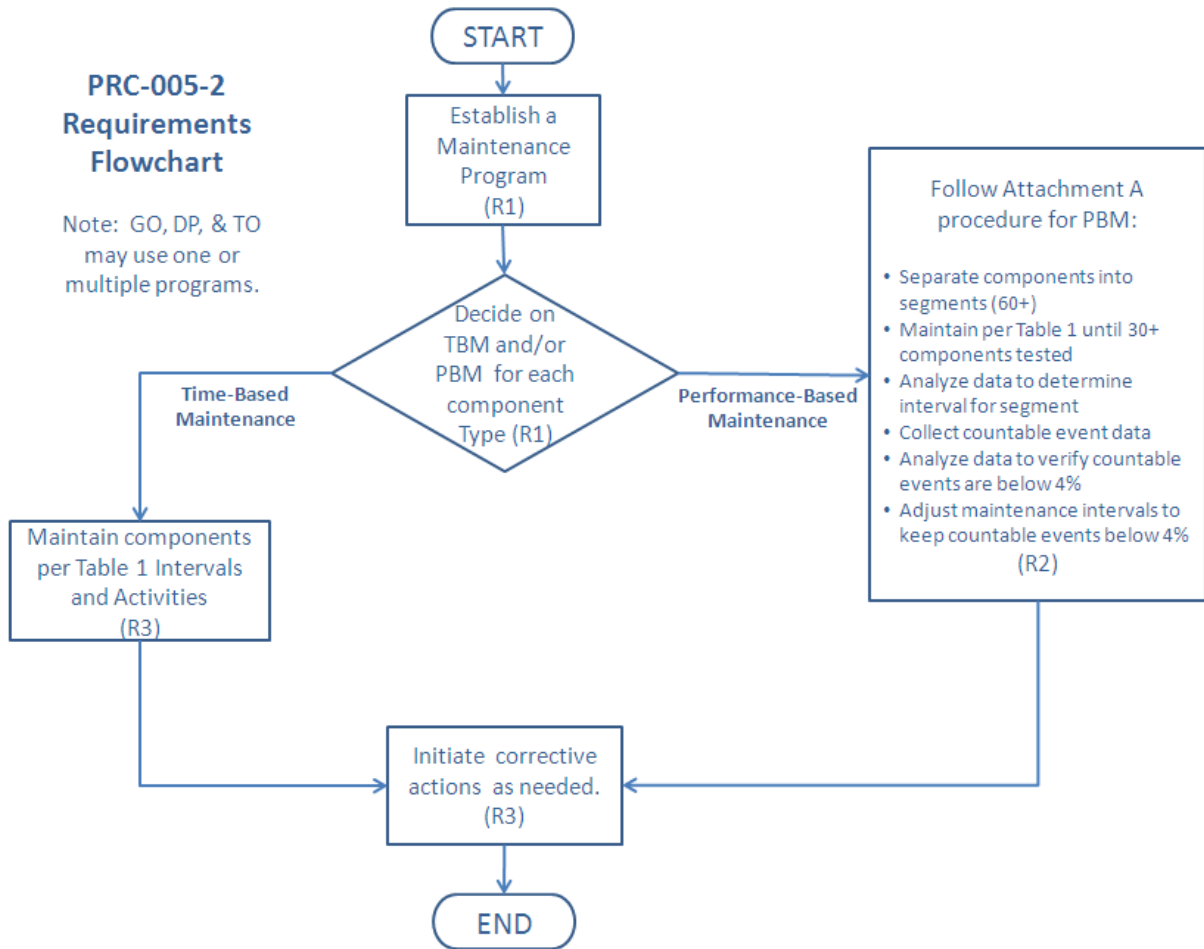 START
PRC-005-2
Requirements
Flowchart
Note: GO, DP, & TO
may use one or
multiple programs.
Establish a
Maintenance
Program
(R1)
Decide on
TBM and/or
PBM for each
component
Type (R1)
Time-Based
Maintenance
Performance-Based
Maintenance
Follow Attachment A
procedure for PBM:
• Separate components into
segments (60+)
• Maintain per Table 1 until 30+
components tested
• Analyze data to determine
interval for segment
• Collect countable event data
• Analyze data to verify countable
events are below 4%
• Adjust maintenance intervals to
keep countable events below 4%
(R2)
Maintain components
per Table 1 Intervals
and Activities
(R3)
Initiate corrective
actions as needed.
(R3)
END